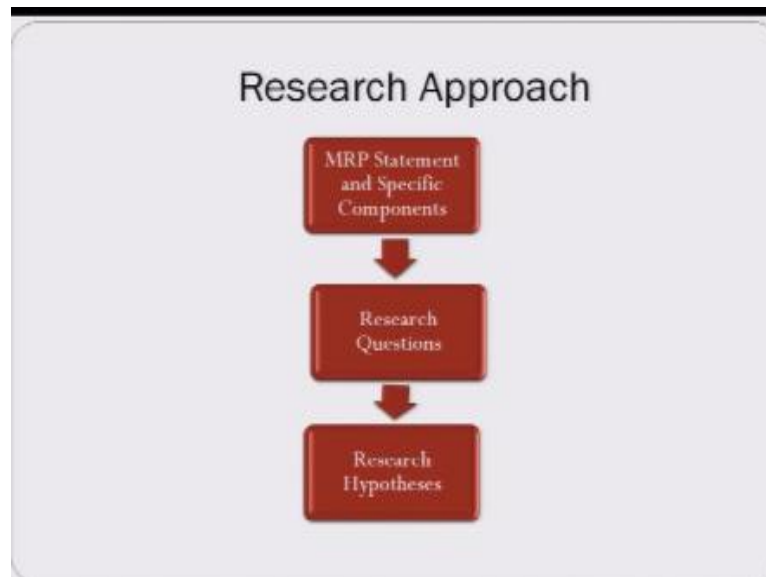 Research Approach
MRP Statement
and Specific
Components
Research
Questions
Research
Hypotheses